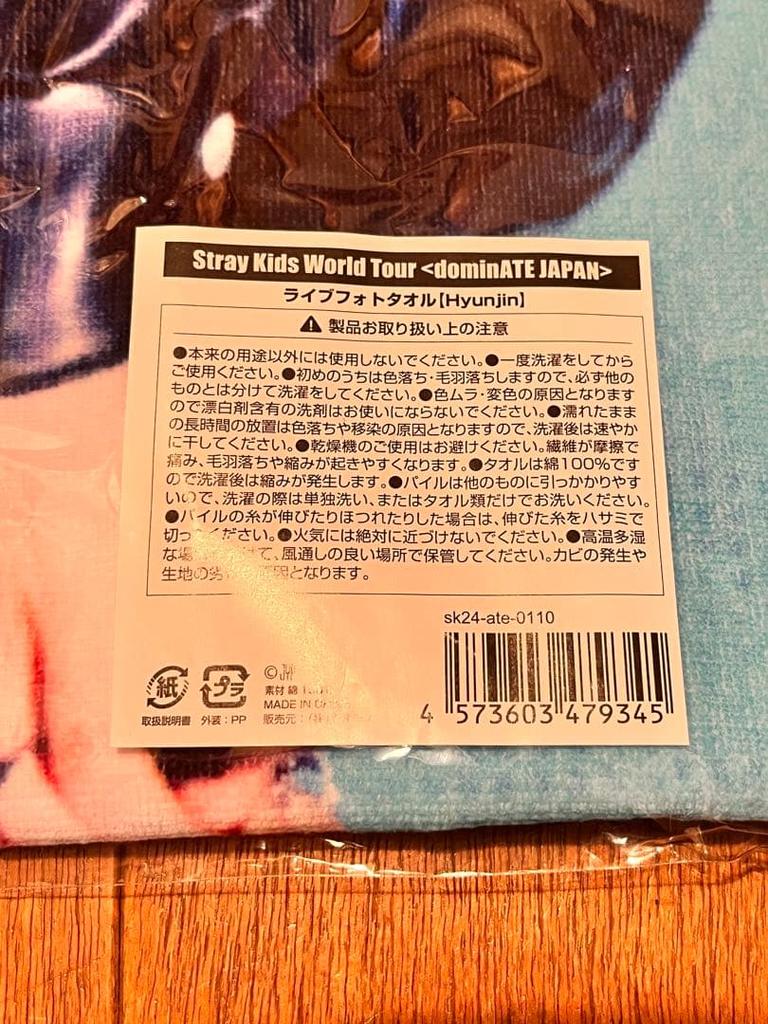 Stray Kids World Tour <dominATE JAPAN>
ライブフォトタオル【Hyunjin】
⚠ 製品お取り扱い上の注意
●本来の用途以外には使用しないでください。●一度洗濯をしてから
ご使用ください。●初めのうちは色落ち・毛羽落ちしますので、必ず他の
ものとは分けて洗濯をしてください。●色ムラ・変色の原因となります
ので漂白剤含有の洗剤はお使いにならないでください。●濡れたまま
の長時間の放置は色落ちや移染の原因となりますので、洗濯後は速やか
に干してください。●乾燥機のご使用はお避けください。繊維が摩擦で
痛み、毛羽落ちや縮みが起きやすくなります。●タオルは綿100%です
ので洗濯後は縮みが発生します。●パイルは他のものに引っかかりやす
いので、洗濯の際は単独洗い、またはタオル類だけでお洗いください。
●パイルの糸が伸びたりほつれたりした場合は、伸びた糸をハサミで
切ってください。●火気には絶対に近づけないでください。●高温多湿
な場 けて、風通しの良い場所で保管してください。カビの発生や
生地の劣 原因となります。
sk24-ate-0110
紙 プラ
取扱説明書 外装:PP
© JY
素材 綿
MADE IN
販売元:
4 573603 479345